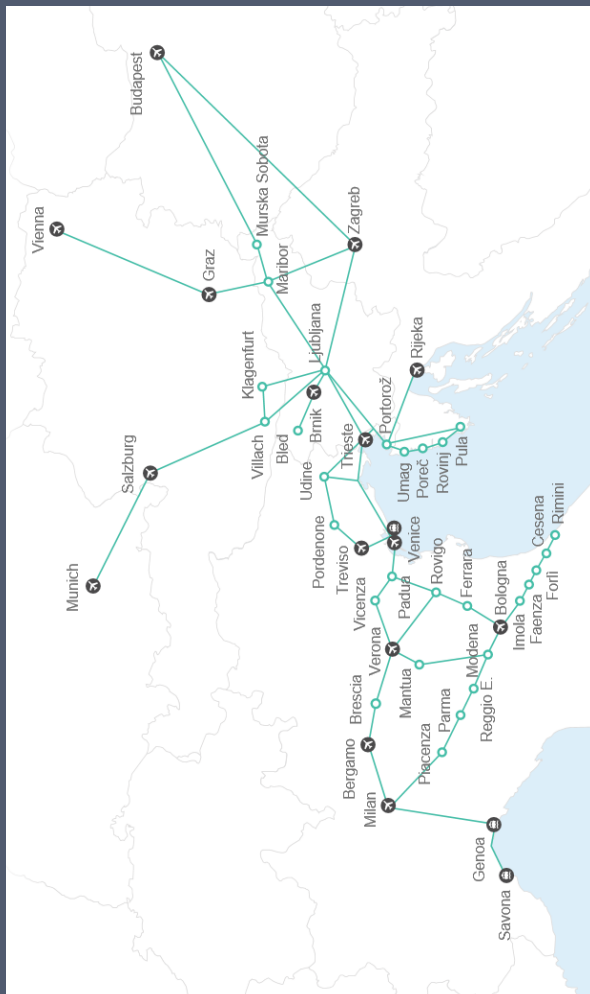 Munich
Salzburg
Vienna
Budapest
Graz
Murska Sobota
Maribor
Zagreb
Klagenfurt
Villach
Ljubljana
Brnik
Bled
Trieste
Portorož
Rijeka
Udine
Umag
Poreč
Rovinj
Pula
Pordenone
Treviso
Venice
Padua
Vicenza
Verona
Rovigo
Ferrara
Bologna
Imola
Faenza
Forlì
Cesena
Rimini
Brescia
Bergamo
Milan
Mantua
Modena
Reggio E.
Parma
Piacenza
Genoa
Savona